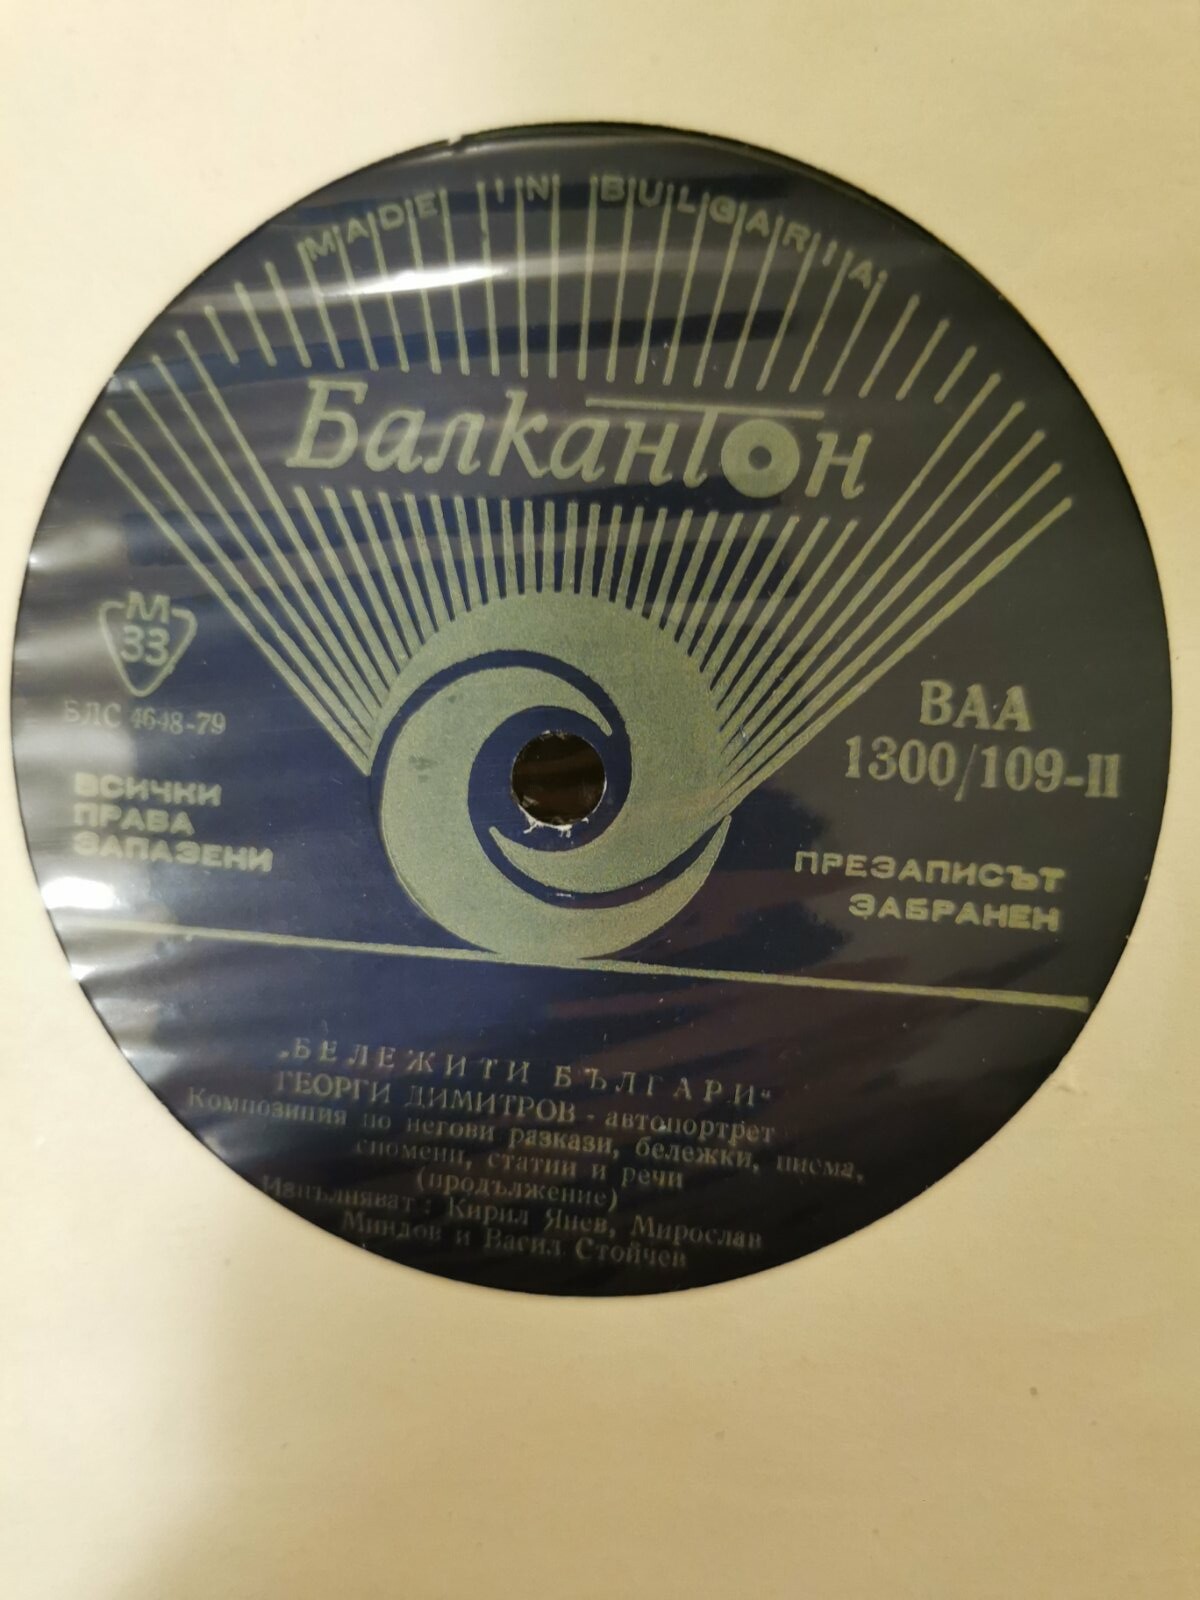 MADE IN BULGARIA
Балкантон
М
33
БЛС 4648-79
ВСИЧКИ
ПРАВА
ЗАПАЗЕНИ
ВАА
1300/109-II
ПРЕЗАПИСЪТ
ЗАБРАНЕН
„БЕЛЕЖИТИ БЪЛГАРИ“
ГЕОРГИ ДИМИТРОВ - автопортрет
Композиция по негови разкази, бележки, писма,
спомени, статии и речи
(продължение)
Изпълняват: Кирил Янев, Мирослав
Миндов и Васил Стойчев